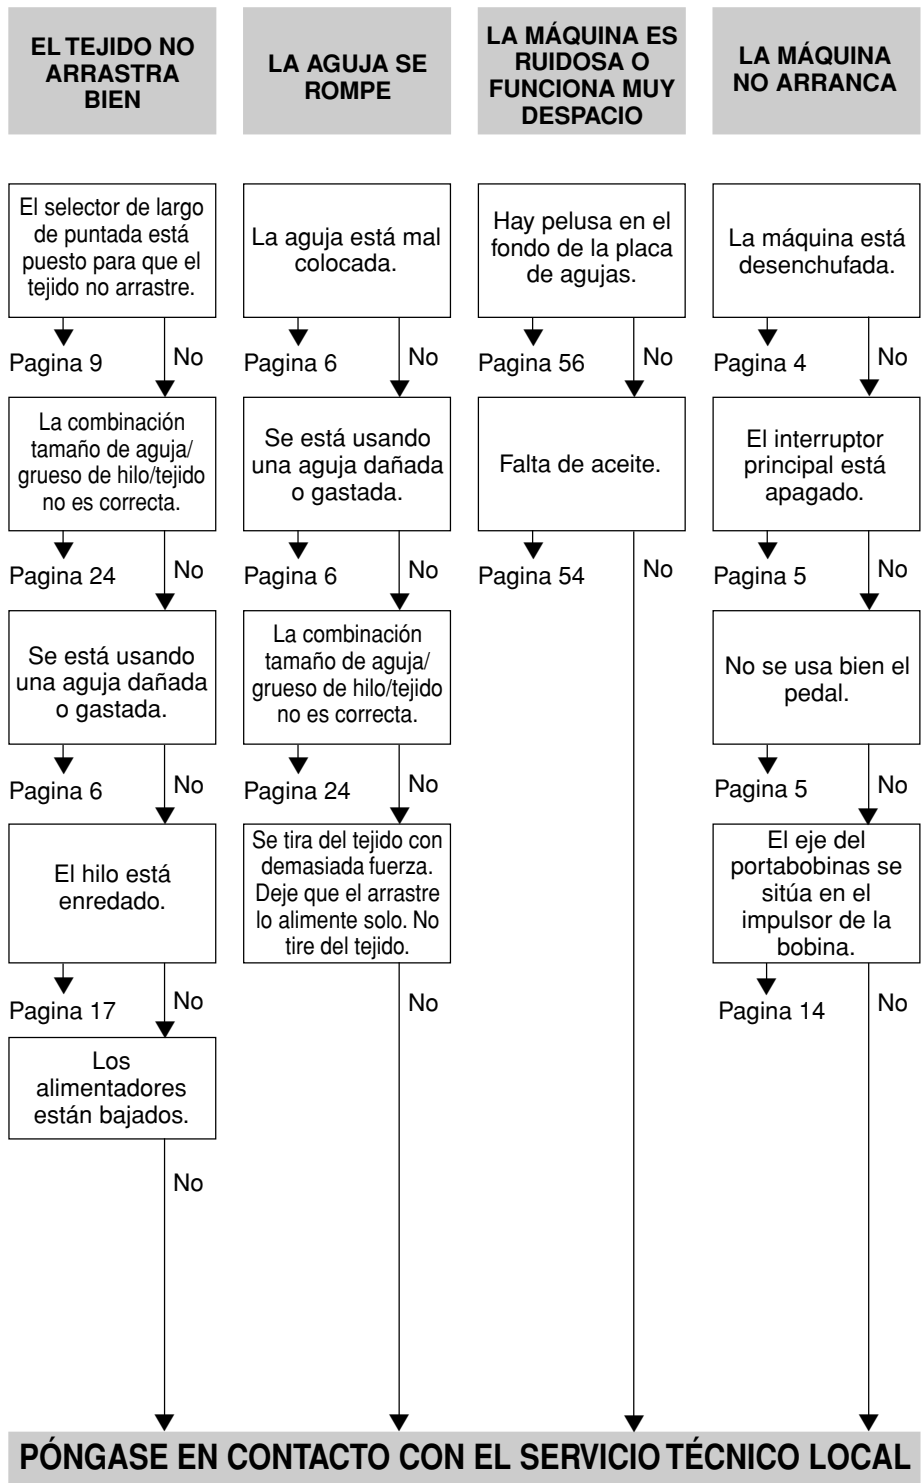 EL TEJIDO NO
ARRASTRA
BIEN
El selector de largo
de puntada está
puesto para que el
tejido no arrastre.
Pagina 9
No
La combinación
tamaño de aguja/
grueso de hilo/tejido
no es correcta.
Pagina 24
No
Se está usando
una aguja dañada
o gastada.
Pagina 6
No
El hilo está
enredado.
Pagina 17
No
Los
alimentadores
están bajados.
No
LA AGUJA SE
ROMPE
La aguja está mal
colocada.
Pagina 6
No
Se está usando
una aguja dañada
o gastada.
Pagina 6
No
La combinación
tamaño de aguja/
grueso de hilo/tejido
no es correcta.
Pagina 24
No
Se tira del tejido con
demasiada fuerza.
Deje que el arrastre
lo alimente solo. No
tire del tejido.
No
LA MÁQUINA ES
RUIDOSA O
FUNCIONA MUY
DESPACIO
Hay pelusa en el
fondo de la placa
de agujas.
Pagina 56
No
Falta de aceite.
Pagina 54
No
LA MÁQUINA
NO ARRANCA
La máquina está
desenchufada.
Pagina 4
No
El interruptor
principal está
apagado.
Pagina 5
No
No se usa bien el
pedal.
Pagina 5
No
El eje del
portabobinas se
sitúa en el
impulsor de la
bobina.
Pagina 14
No
PÓNGASE EN CONTACTO CON EL SERVICIO TÉCNICO LOCAL